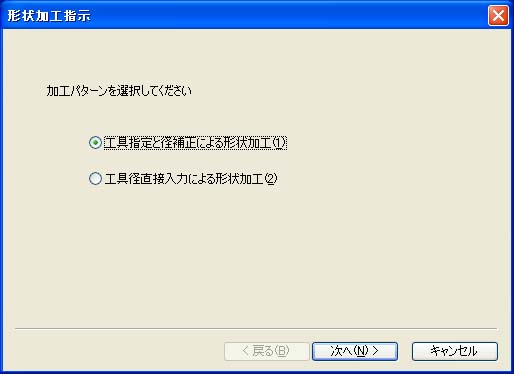 形状加工指示
加工パターンを選択してください
工具指定と径補正による形状加工(1)
工具径直接入力による形状加工(2)
< 戻る(B)
次へ(N) >
キャンセル